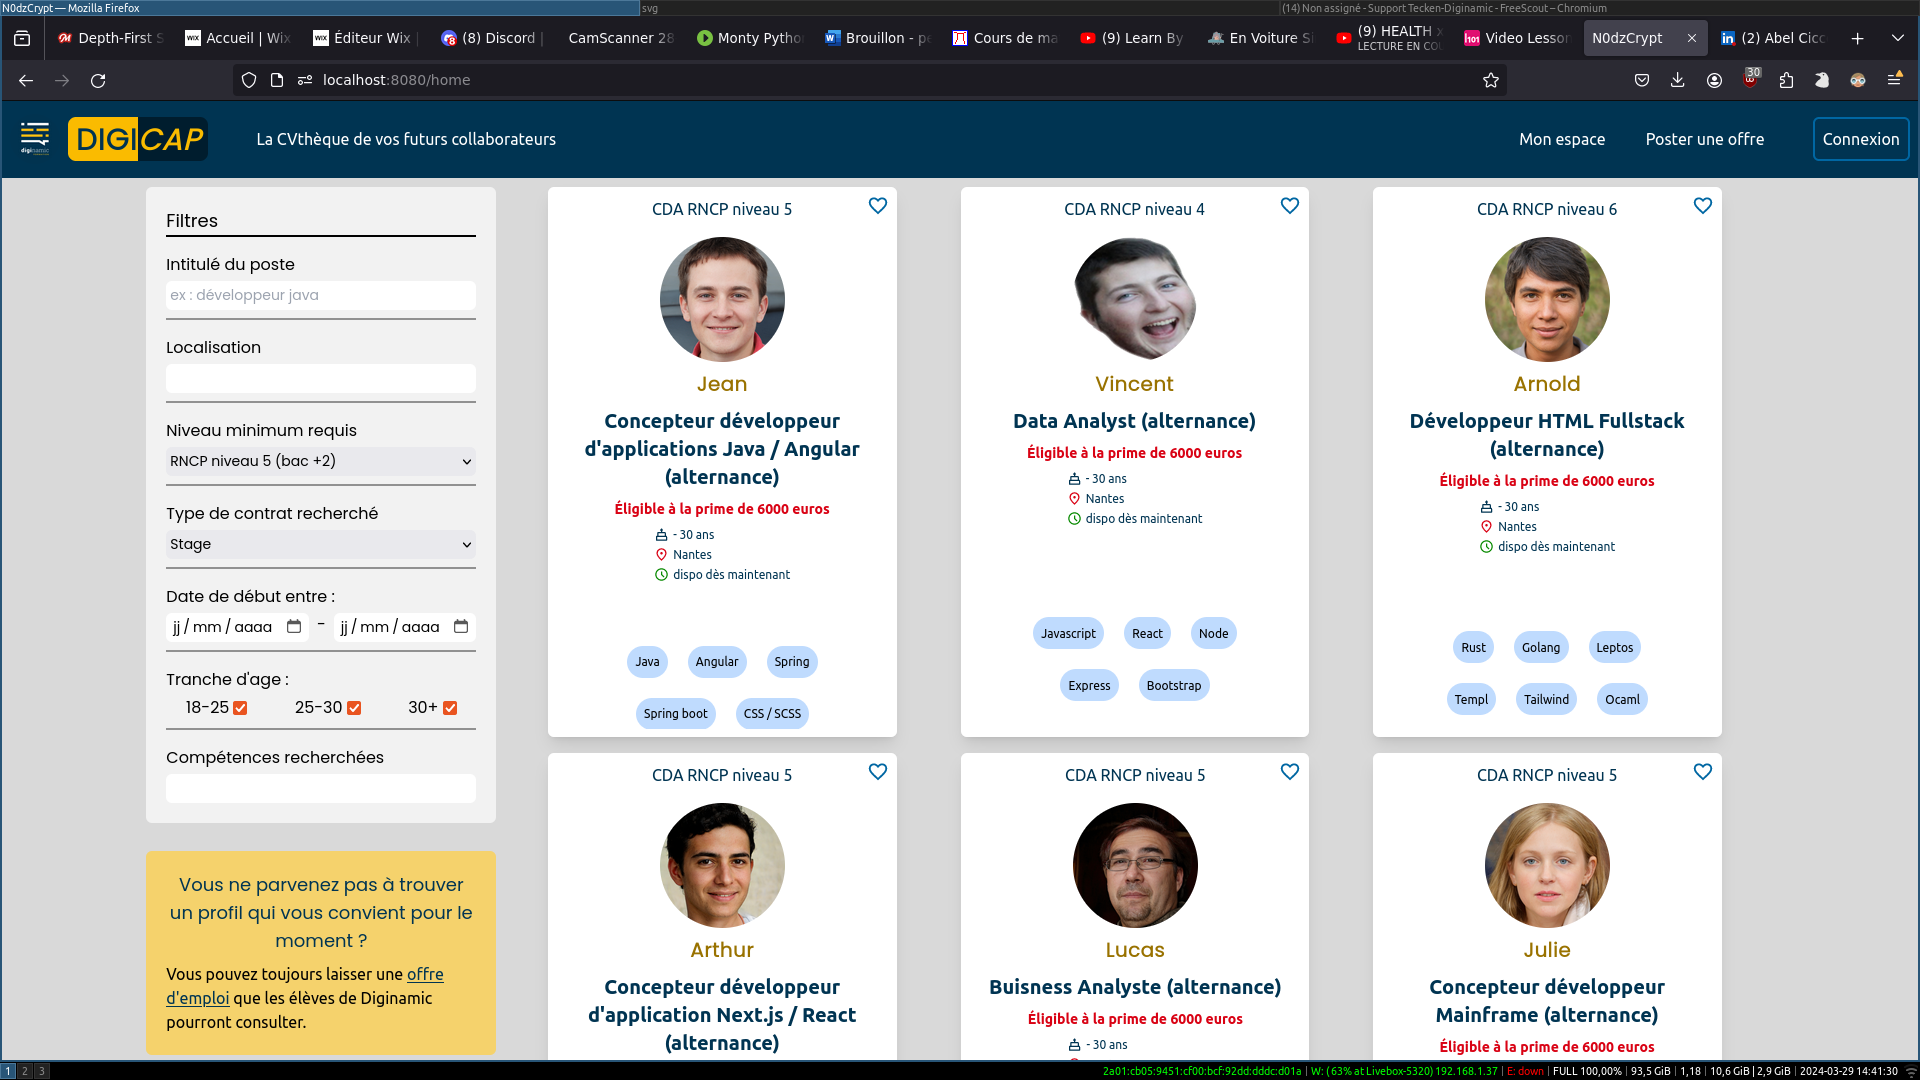 N0dzCrypt — Mozilla Firefox
svg
(14) Non assigné - Support Tecken-Diginamic - FreeScout – Chromium
Depth-First S
Accueil | Wix
Éditeur Wix
(8) Discord |
CamScanner 28
Monty Pytho
Brouillon - pe
Cours de ma
(9) Learn By
En Voiture Si
(9) HEALTH x
LECTURE EN COU
Video Lesson
N0dzCrypt
(2) Abel Cicc
localhost:8080/home
30
diginamic
DIGICAP
La CVthèque de vos futurs collaborateurs
Mon espace
Poster une offre
Connexion
Filtres
Intitulé du poste
ex : développeur java
Localisation
Niveau minimum requis
RNCP niveau 5 (bac +2)
Type de contrat recherché
Stage
Date de début entre :
jj / mm / aaaa - jj / mm / aaaa
Tranche d'age :
18-25 25-30 30+
Compétences recherchées
Vous ne parvenez pas à trouver
un profil qui vous convient pour le
moment ?
Vous pouvez toujours laisser une offre
d'emploi que les élèves de Diginamic
pourront consulter.
CDA RNCP niveau 5
Jean
Concepteur développeur
d'applications Java / Angular
(alternance)
Éligible à la prime de 6000 euros
- 30 ans
Nantes
dispo dès maintenant
Java Angular Spring
Spring boot CSS / SCSS
CDA RNCP niveau 4
Vincent
Data Analyst (alternance)
Éligible à la prime de 6000 euros
- 30 ans
Nantes
dispo dès maintenant
Javascript React Node
Express Bootstrap
CDA RNCP niveau 6
Arnold
Développeur HTML Fullstack
(alternance)
Éligible à la prime de 6000 euros
- 30 ans
Nantes
dispo dès maintenant
Rust Golang Leptos
Templ Tailwind Ocaml
CDA RNCP niveau 5
Arthur
Concepteur développeur
d'application Next.js / React
(alternance)
CDA RNCP niveau 5
Lucas
Buisness Analyste (alternance)
Éligible à la prime de 6000 euros
- 30 ans
CDA RNCP niveau 5
Julie
Concepteur développeur
Mainframe (alternance)
Éligible à la prime de 6000 euros
1 2 3
2a01:cb05:9451:cf00:bcf:92dd:dddc:d01a | W: (63% at Livebox-5320) 192.168.1.37 | E: down | FULL 100,00% | 93,5 GiB | 1,18 | 10,6 GiB | 2,9 GiB | 2024-03-29 14:41:30